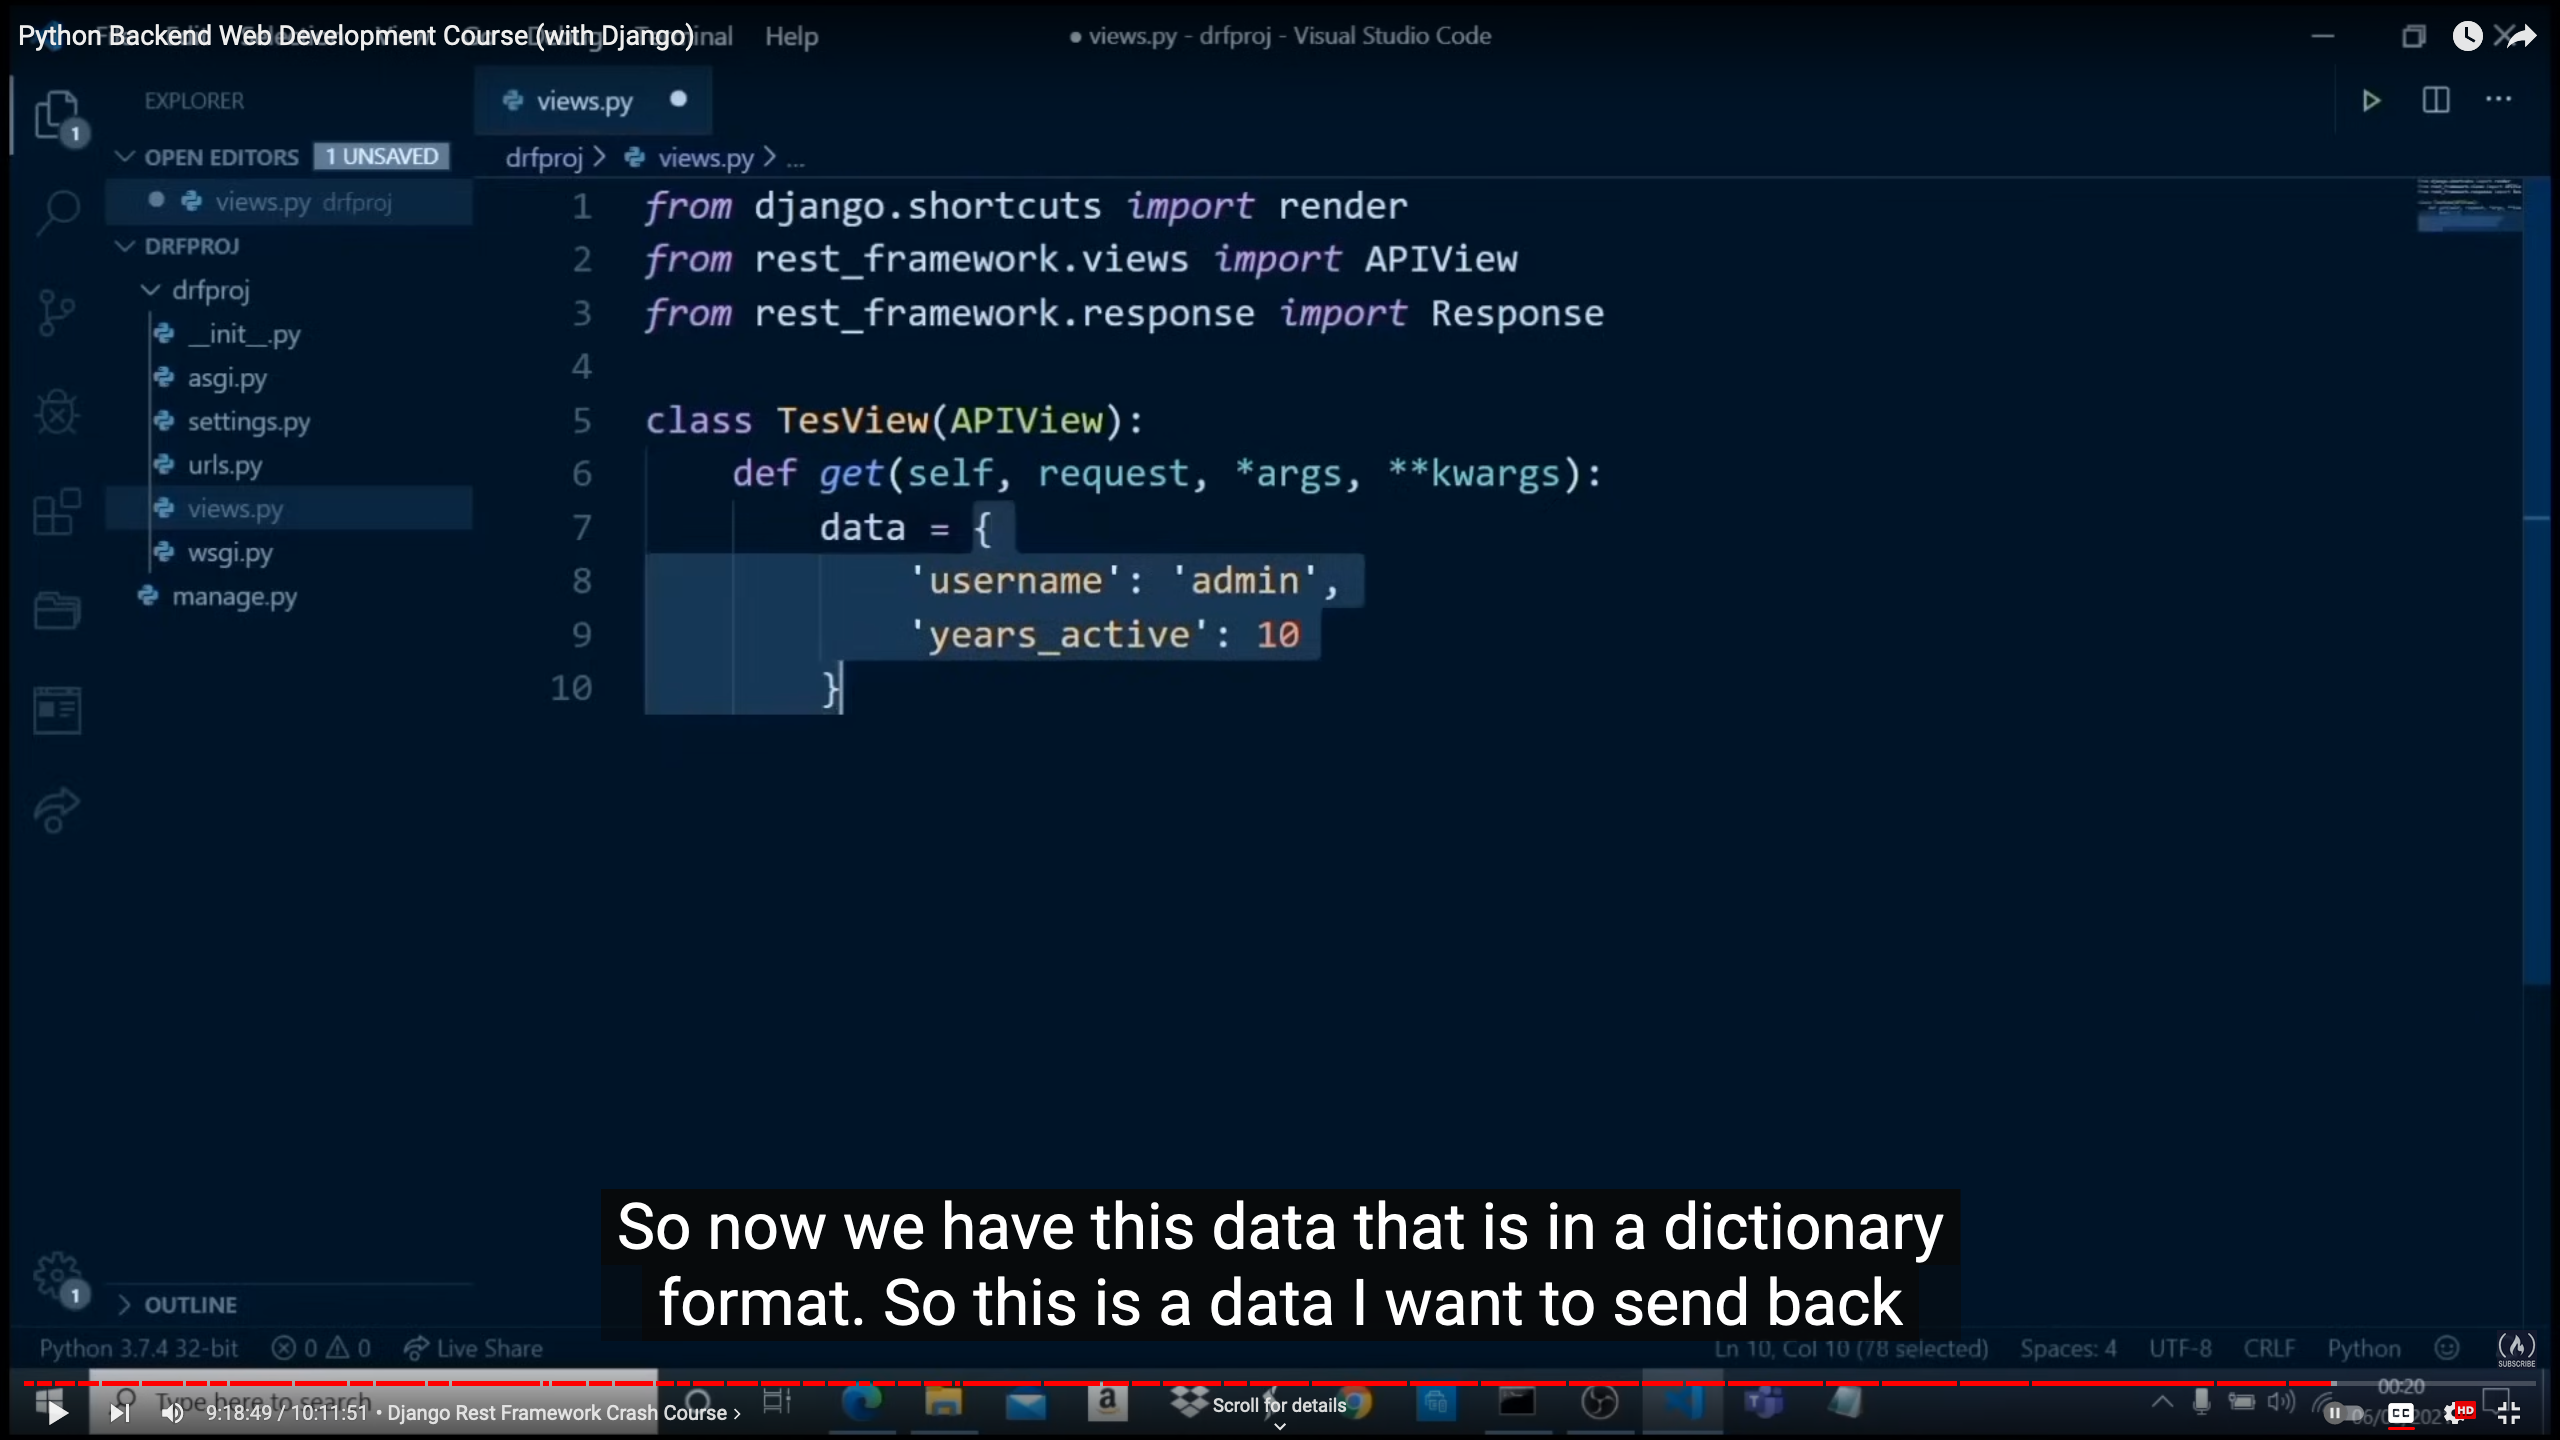 Python Backend Web Development Course (with Django)
Help
● views.py - drfproj - Visual Studio Code
EXPLORER
views.py
1
OPEN EDITORS 1 UNSAVED
drfproj > views.py > ...
views.py drfproj
DRFPROJ
drfproj
__init__.py
asgi.py
settings.py
urls.py
views.py
wsgi.py
manage.py
1 from django.shortcuts import render
2 from rest_framework.views import APIView
3 from rest_framework.response import Response
4
5 class TesView(APIView):
6 def get(self, request, *args, **kwargs):
7 data = {
8 'username': 'admin',
9 'years_active': 10
10 }
So now we have this data that is in a dictionary
format. So this is a data I want to send back
1
OUTLINE
Python 3.7.4 32-bit 0 0 Live Share
Ln 10, Col 10 (78 selected) Spaces: 4 UTF-8 CRLF Python
SUBSCRIBE
Type here to search
00:20
9:18:49 / 10:11:51 • Django Rest Framework Crash Course >
Scroll for details
CC
HD